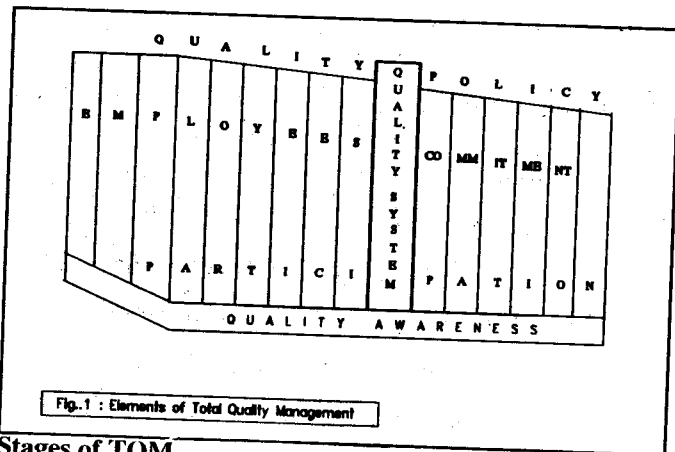 QUALITY POLICY
EMPLOYEES COMMITMENT
QUALITY SYSTEM
PARTICIPATION
QUALITY AWARENESS
Fig..1 : Elements of Total Quality Management
Stages of TQM